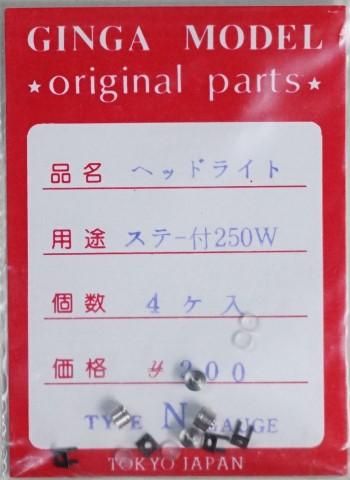 GINGA MODEL
★original parts★
品名 ヘッドライト
用途 ステー付250W
個数 4ケ入
価格 ¥200
TYPE N GAUGE
TOKYO JAPAN